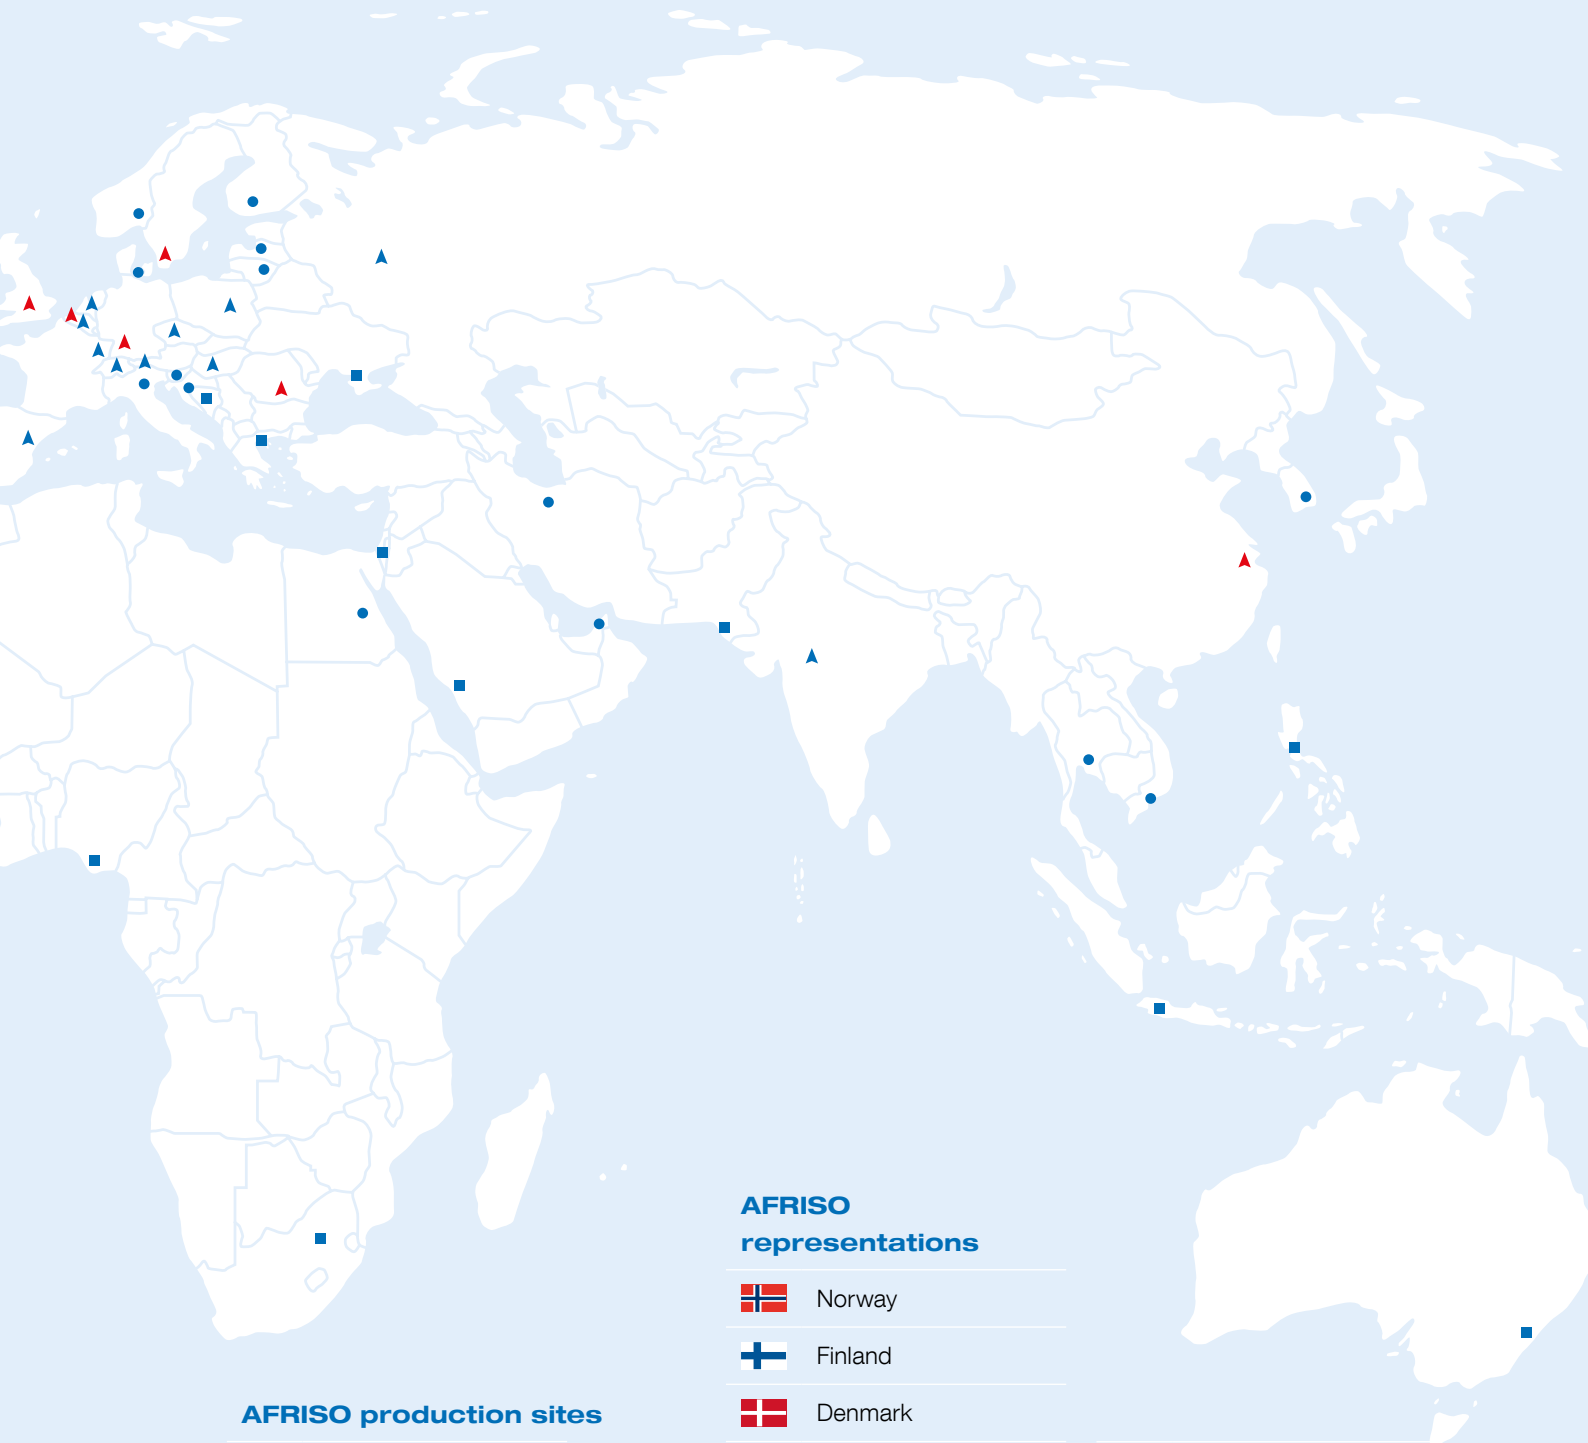 AFRISO
representations
Norway
Finland
Denmark
AFRISO production sites